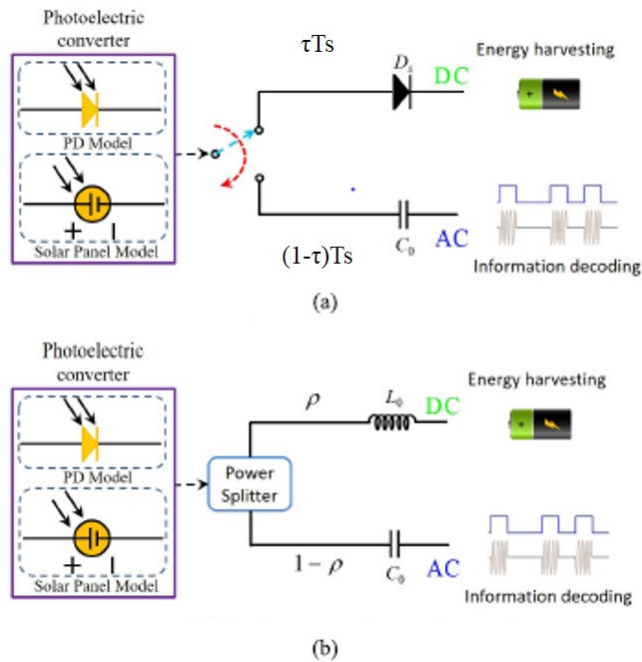 Photoelectric
converter
PD Model
+ |
Solar Panel Model
τTs
Ds
DC
Energy harvesting
+
(1-τ)Ts
C0
AC
Information decoding
(a)
Photoelectric
converter
PD Model
+ |
Solar Panel Model
Power
Splitter
ρ
L0
DC
Energy harvesting
+
1 − ρ
C0
AC
Information decoding
(b)